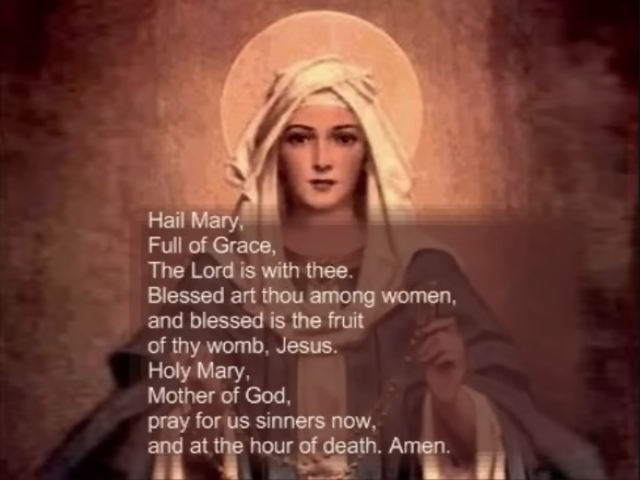 Hail Mary,
Full of Grace,
The Lord is with thee.
Blessed art thou among women,
and blessed is the fruit
of thy womb, Jesus.
Holy Mary,
Mother of God,
pray for us sinners now,
and at the hour of death. Amen.